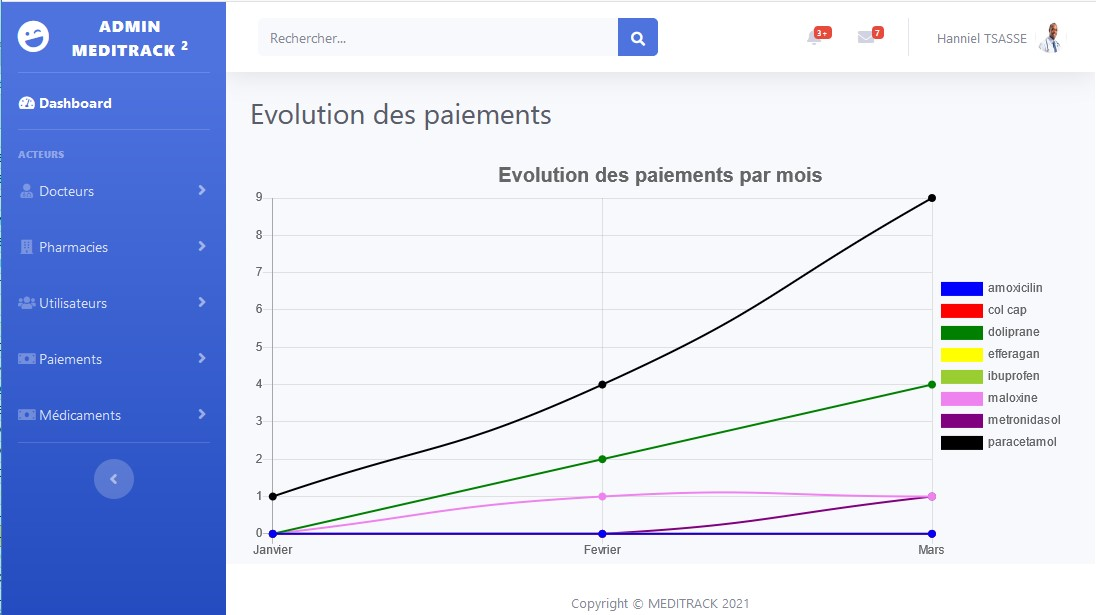 ADMIN
MEDITRACK 2
Rechercher...
3+
7
Hanniel TSASSE
Dashboard
ACTEURS
Docteurs
Pharmacies
Utilisateurs
Paiements
Médicaments
Evolution des paiements
Evolution des paiements par mois
9
8
7
6
5
4
3
2
1
0
Janvier
Fevrier
Mars
amoxicilin
col cap
doliprane
efferagan
ibuprofen
maloxine
metronidasol
paracetamol
Copyright © MEDITRACK 2021